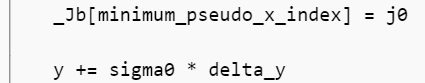 _Jb[minimum_pseudo_x_index] = j0
y += sigma0 * delta_y